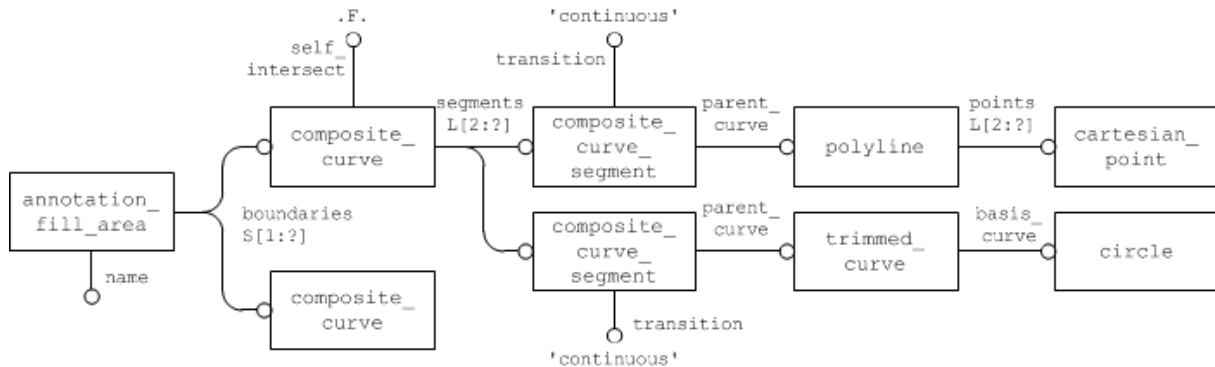 .F.
'continuous'
self_
intersect
transition
segments
L[2:?]
parent_
curve
points
L[2:?]
composite_
curve
composite_
curve_
segment
polyline
cartesian_
point
annotation_
fill_area
boundaries
S[1:?]
parent_
curve
basis_
curve
composite_
curve_
segment
trimmed_
curve
circle
name
composite_
curve
transition
'continuous'